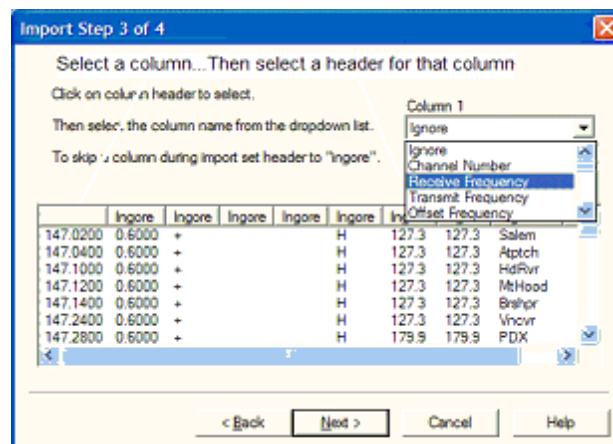 Import Step 3 of 4
Select a column...Then select a header for that column
Click on column header to select.
Column 1
Then select, the column name from the dropdown list.
Ignore
To skip a column during import set header to "ingore".
Ignore
Channel Number
Receive Frequency
Transmit Frequency
Offset Frequency
Ingore Ingore Ingore Ingore Ingore
147.0200 0.6000 + H 127.3 127.3 Salem
147.0400 0.6000 + H 127.3 127.3 Atptch
147.1000 0.6000 + H 127.3 127.3 HdRvr
147.1200 0.6000 + H 127.3 127.3 MtHood
147.1400 0.6000 + H 127.3 127.3 Brshpr
147.2400 0.6000 + H 127.3 127.3 Vncvr
147.2800 0.6000 + H 179.9 179.9 PDX
< Back Next > Cancel Help